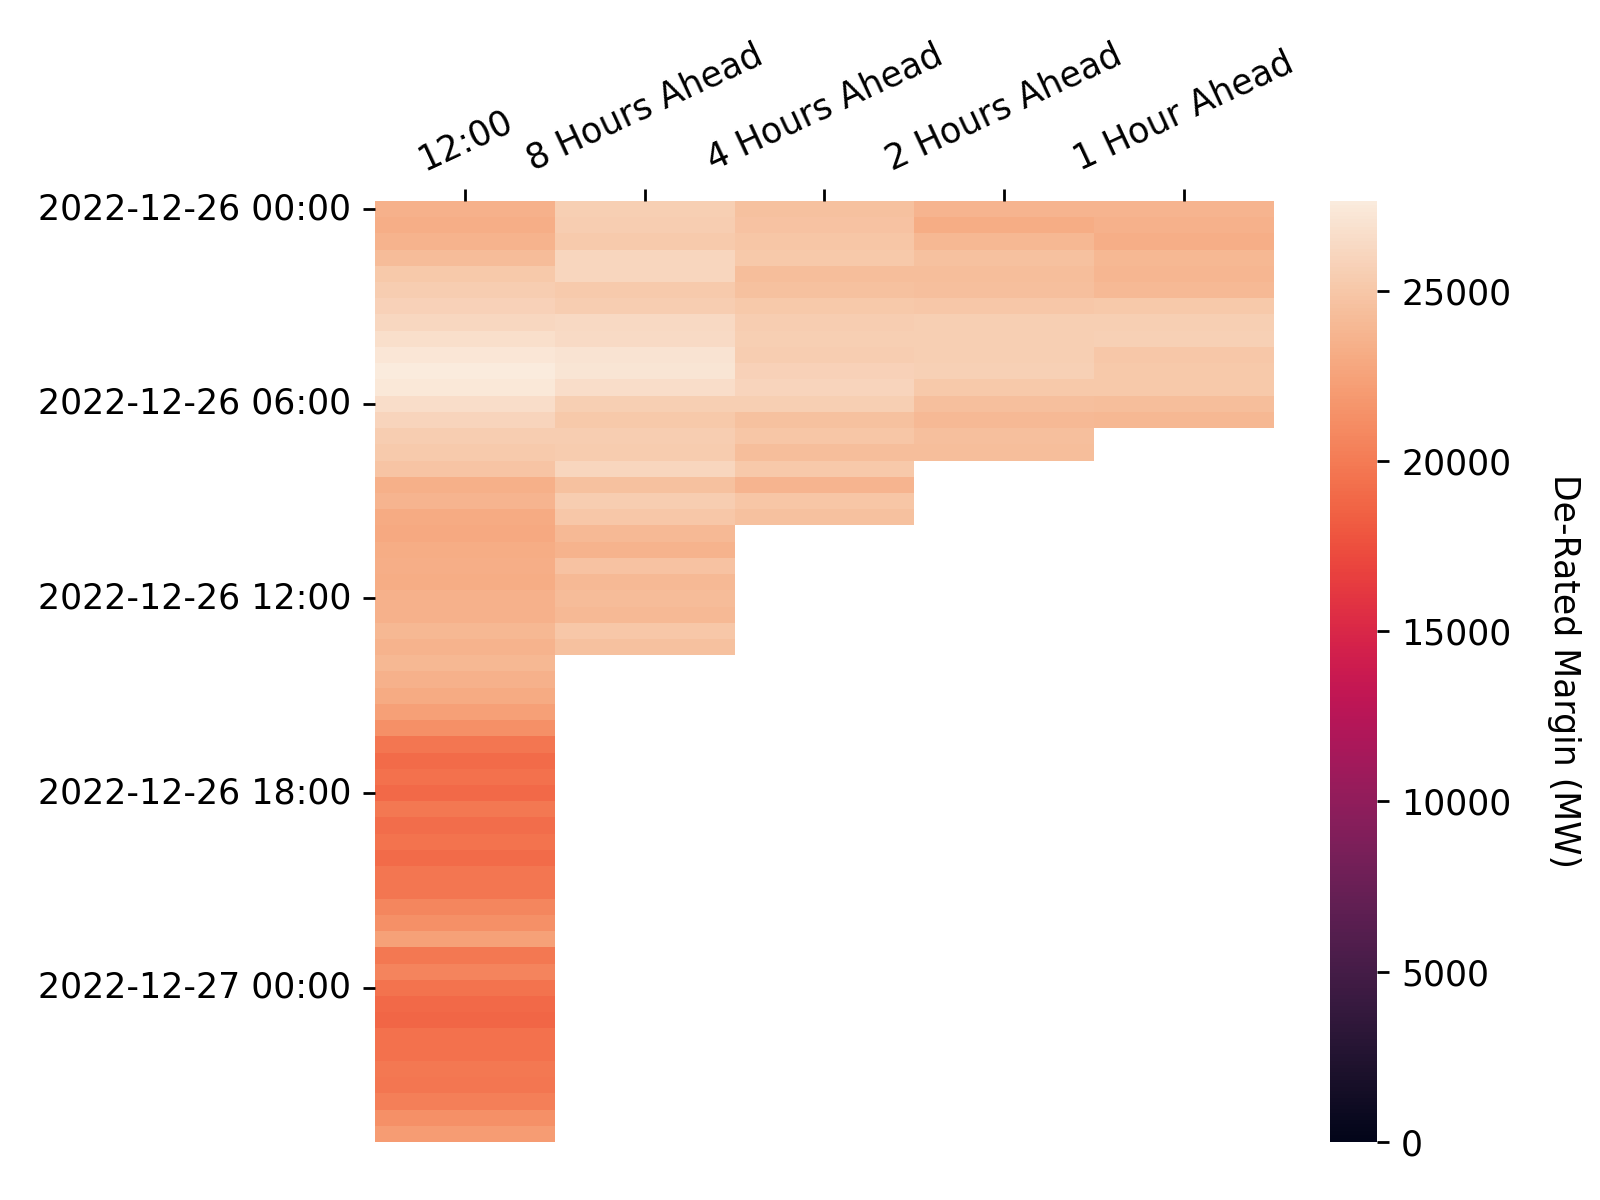 12:00
8 Hours Ahead
4 Hours Ahead
2 Hours Ahead
1 Hour Ahead
2022-12-26 00:00
2022-12-26 06:00
2022-12-26 12:00
2022-12-26 18:00
2022-12-27 00:00
25000
20000
15000
10000
5000
0
De-Rated Margin (MW)